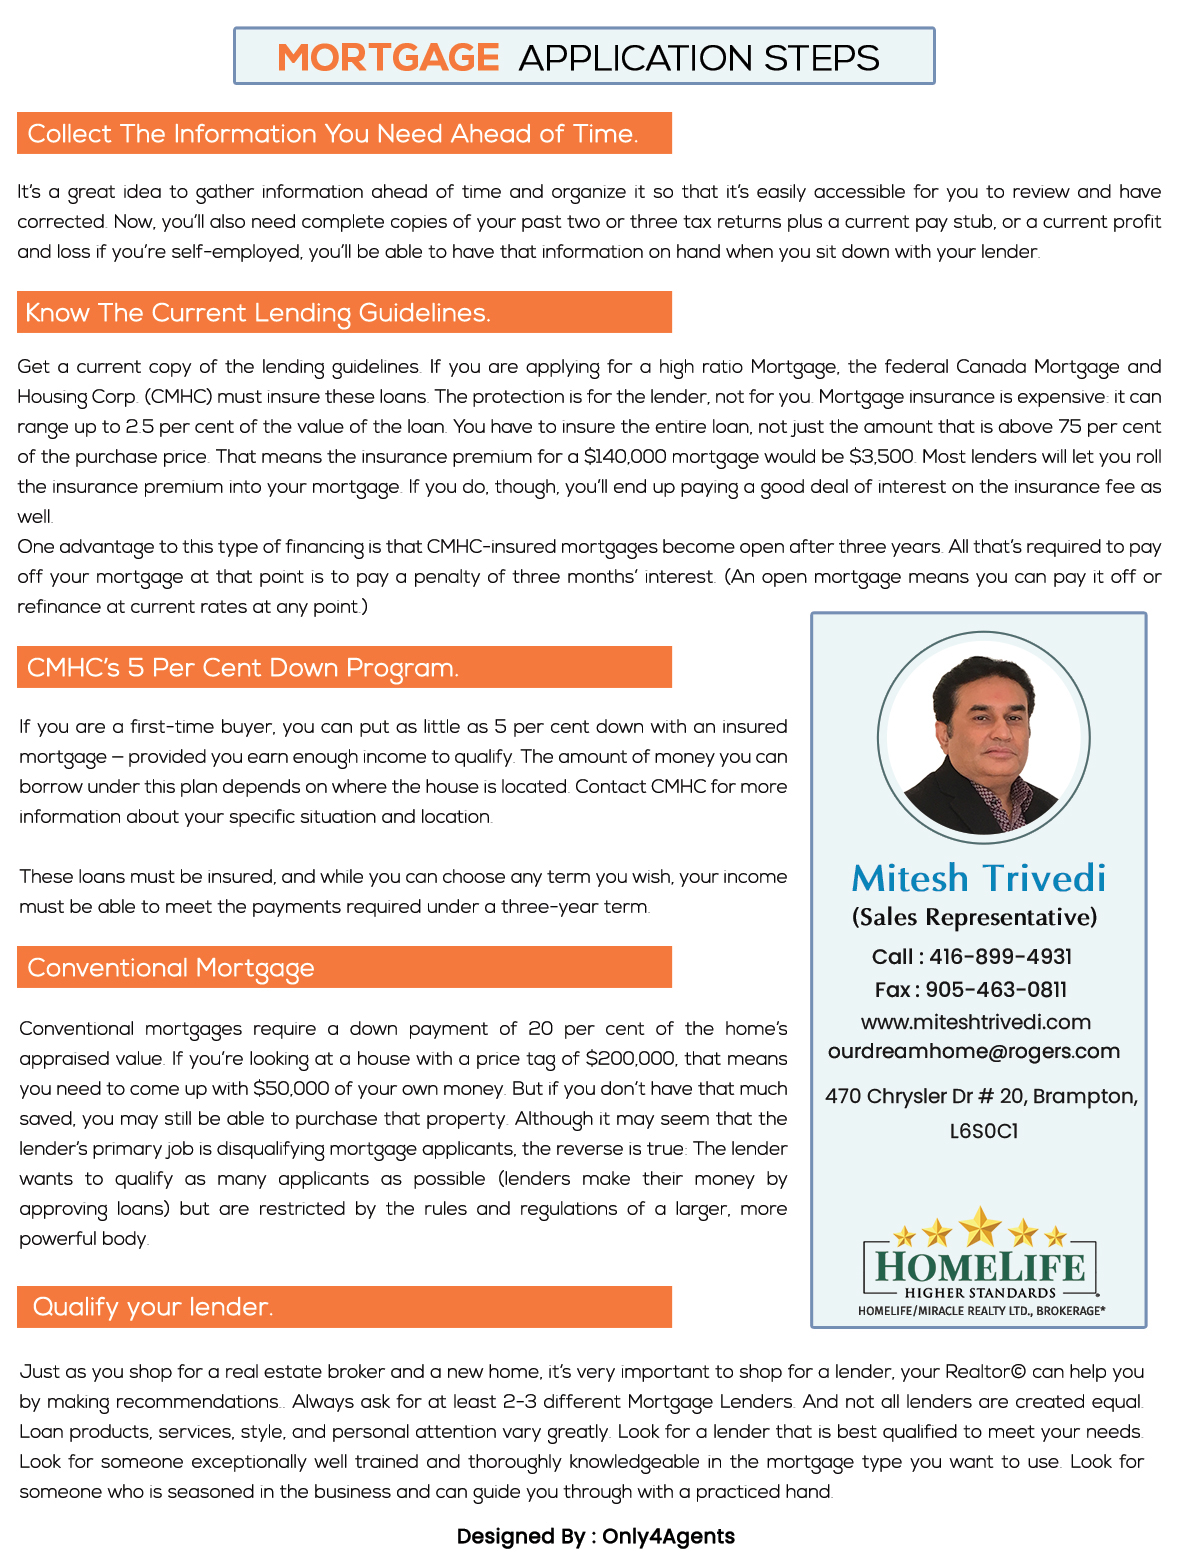 MORTGAGE APPLICATION STEPS
Collect The Information You Need Ahead of Time.
It's a great idea to gather information ahead of time and organize it so that it's easily accessible for you to review and have
corrected. Now, you'll also need complete copies of your past two or three tax returns plus a current pay stub, or a current profit
and loss if you're self-employed, you'll be able to have that information on hand when you sit down with your lender.
Know The Current Lending Guidelines.
Get a current copy of the lending guidelines. If you are applying for a high ratio Mortgage, the federal Canada Mortgage and
Housing Corp. (CMHC) must insure these loans. The protection is for the lender, not for you. Mortgage insurance is expensive: it can
range up to 2.5 per cent of the value of the loan. You have to insure the entire loan, not just the amount that is above 75 per cent
of the purchase price. That means the insurance premium for a $140,000 mortgage would be $3,500. Most lenders will let you roll
the insurance premium into your mortgage. If you do, though, you'll end up paying a good deal of interest on the insurance fee as
well.
One advantage to this type of financing is that CMHC-insured mortgages become open after three years. All that's required to pay
off your mortgage at that point is to pay a penalty of three months' interest. (An open mortgage means you can pay it off or
refinance at current rates at any point.)
CMHC's 5 Per Cent Down Program.
If you are a first-time buyer, you can put as little as 5 per cent down with an insured
mortgage – provided you earn enough income to qualify. The amount of money you can
borrow under this plan depends on where the house is located. Contact CMHC for more
information about your specific situation and location.
These loans must be insured, and while you can choose any term you wish, your income
must be able to meet the payments required under a three-year term.
Conventional Mortgage
Conventional mortgages require a down payment of 20 per cent of the home's
appraised value. If you're looking at a house with a price tag of $200,000, that means
you need to come up with $50,000 of your own money. But if you don't have that much
saved, you may still be able to purchase that property. Although it may seem that the
lender's primary job is disqualifying mortgage applicants, the reverse is true: The lender
wants to qualify as many applicants as possible (lenders make their money by
approving loans) but are restricted by the rules and regulations of a larger, more
powerful body.
Mitesh Trivedi
(Sales Representative)
Call : 416-899-4931
Fax : 905-463-0811
www.miteshtrivedi.com
ourdreamhome@rogers.com
470 Chrysler Dr # 20, Brampton,
L6S0C1
HOMELIFE
HIGHER STANDARDS
HOMELIFE/MIRACLE REALTY LTD., BROKERAGE*
Qualify your lender.
Just as you shop for a real estate broker and a new home, it's very important to shop for a lender, your Realtor© can help you
by making recommendations.. Always ask for at least 2-3 different Mortgage Lenders. And not all lenders are created equal.
Loan products, services, style, and personal attention vary greatly. Look for a lender that is best qualified to meet your needs.
Look for someone exceptionally well trained and thoroughly knowledgeable in the mortgage type you want to use. Look for
someone who is seasoned in the business and can guide you through with a practiced hand.
Designed By : Only4Agents